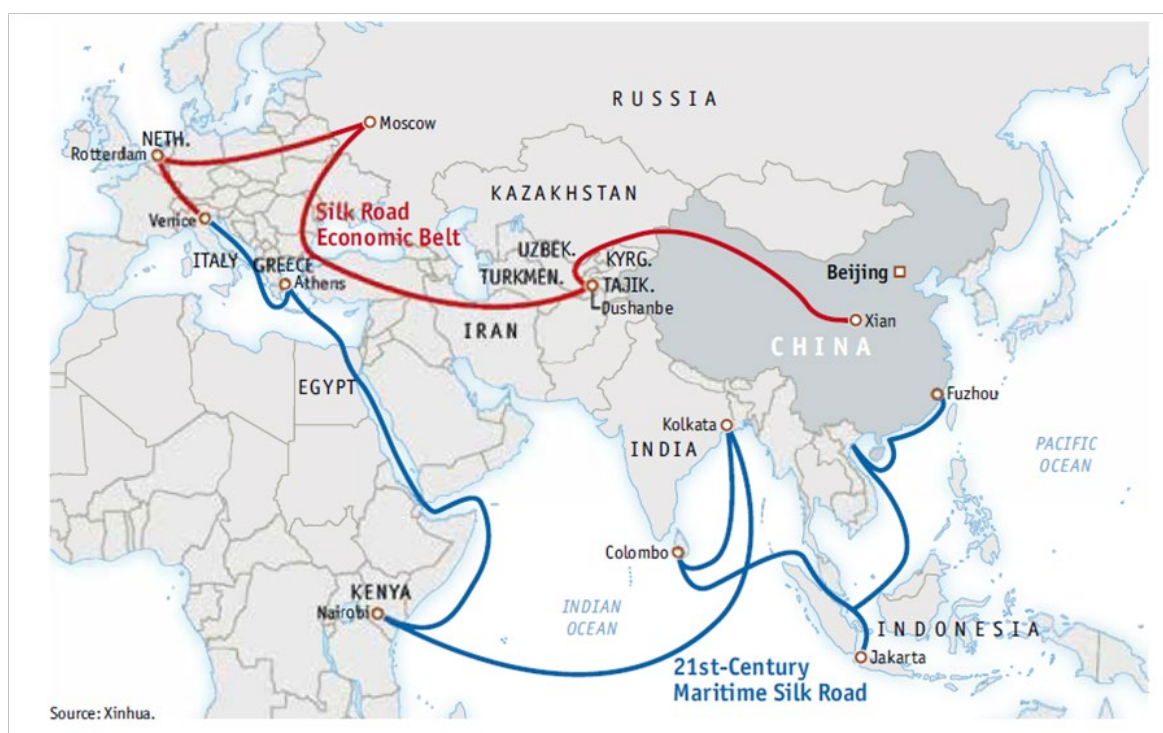 RUSSIA
Moscow
NETH.
Rotterdam
KAZAKHSTAN
Venice
Silk Road
Economic Belt
UZBEK.
KYRG.
ITALY
GREECE
TURKMEN.
TAJIK.
Beijing
Athens
Dushanbe
Xian
IRAN
CHINA
EGYPT
Fuzhou
Kolkata
INDIA
PACIFIC
OCEAN
Colombo
KENYA
Nairobi
INDIAN
OCEAN
INDONESIA
Jakarta
21st-Century
Maritime Silk Road
Source: Xinhua.